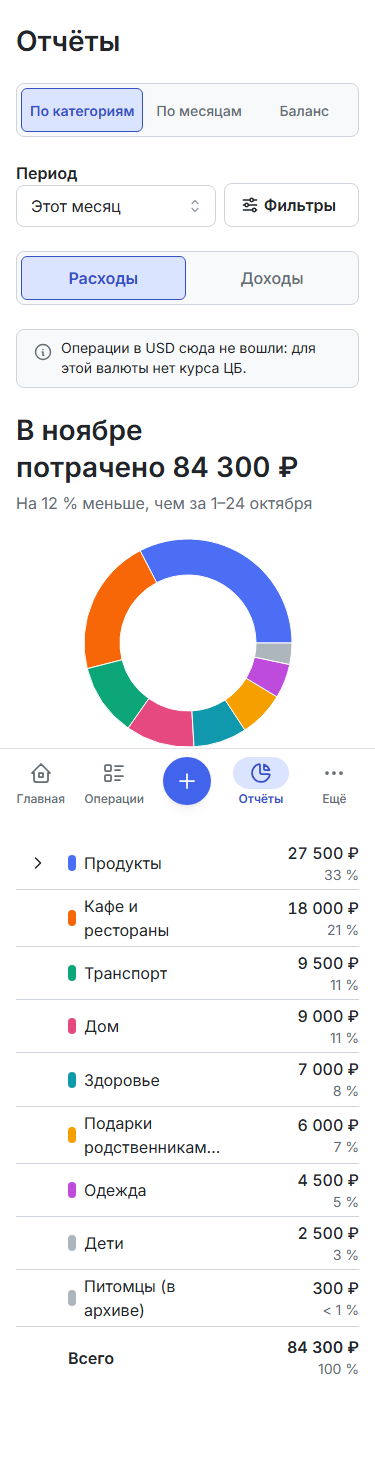 Отчёты
По категориям
По месяцам
Баланс
Период
Этот месяц
Фильтры
Расходы
Доходы
Операции в USD сюда не вошли: для
этой валюты нет курса ЦБ.
В ноябре
потрачено 84 300 ₽
На 12 % меньше, чем за 1–24 октября
Главная
Операции
Отчёты
Ещё
Продукты
27 500 ₽
33 %
Кафе и
рестораны
18 000 ₽
21 %
Транспорт
9 500 ₽
11 %
Дом
9 000 ₽
11 %
Здоровье
7 000 ₽
8 %
Подарки
родственникам...
6 000 ₽
7 %
Одежда
4 500 ₽
5 %
Дети
2 500 ₽
3 %
Питомцы (в
архиве)
300 ₽
< 1 %
Всего
84 300 ₽
100 %